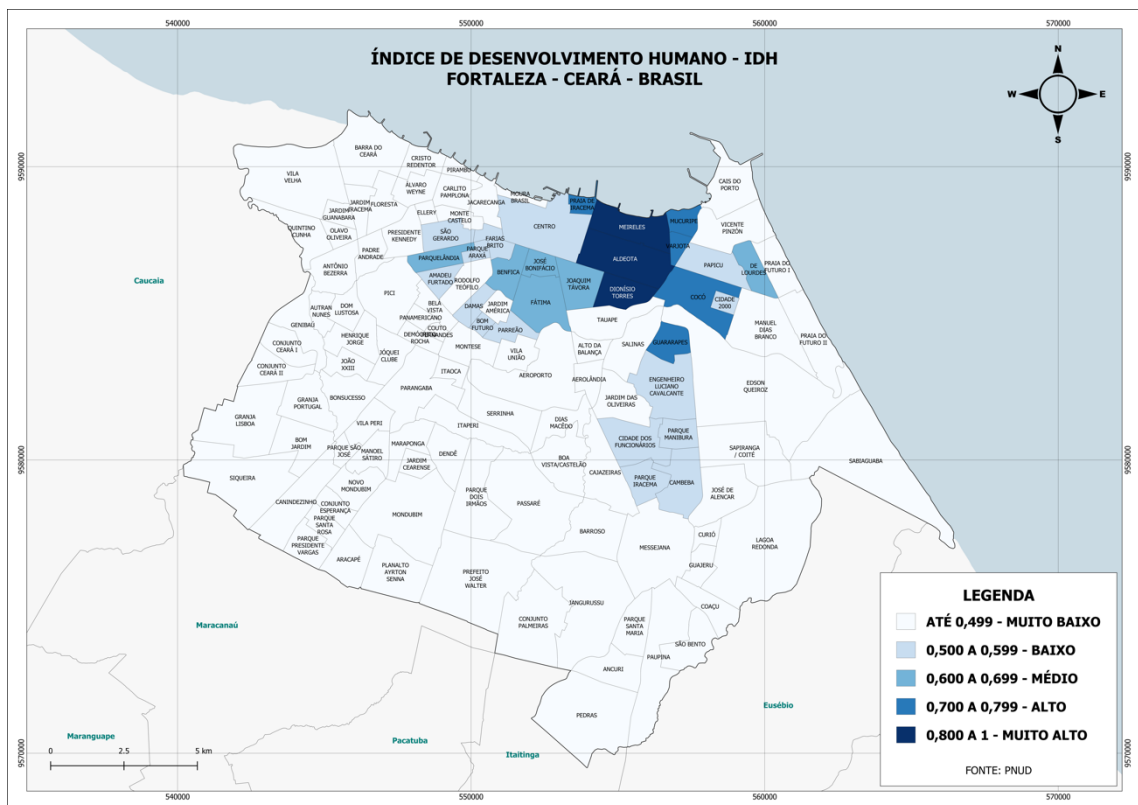 540000
550000
560000
570000
ÍNDICE DE DESENVOLVIMENTO HUMANO - IDH
FORTALEZA - CEARÁ - BRASIL
N
W
E
S
9590000
9590000
BARRA DO
CEARÁ
CRISTO
REDENTOR
PIRAMBU
VILA
VELHA
ÁLVARO
WEYNE
CARLITO
PAMPLONA
JACARECANGA
MOURA
BRASIL
PRAIA DE
IRACEMA
CAIS DO
PORTO
JARDIM
IRACEMA
FLORESTA
JARDIM
GUANABARA
ELLERY
MONTE
CASTELO
CENTRO
MEIRELES
MUCURIPE
VICENTE
PINZÓN
QUINTINO
CUNHA
OLAVO
OLIVEIRA
PRESIDENTE
KENNEDY
SÃO
GERARDO
FARIAS
BRITO
VARJOTA
PADRE
ANDRADE
PARQUE
ARAXÁ
PARQUELÂNDIA
BENFICA
JOSÉ
BONIFÁCIO
ALDEOTA
PAPICU
DE
LOURDES
PRAIA DO
FUTURO I
ANTÔNIO
BEZERRA
AMADEU
FURTADO
RODOLFO
TEÓFILO
JOAQUIM
TÁVORA
DIONÍSIO
TORRES
COCÓ
CIDADE
2000
Caucaia
PICI
BELA
VISTA
DAMAS
JARDIM
AMÉRICA
FÁTIMA
AUTRAN
NUNES
DOM
LUSTOSA
PANAMERICANO
BOM
FUTURO
PARREÃO
TAUAPE
GENIBAÚ
DEMÓCRITO
ROCHA
COUTO
FERNANDES
MANUEL
DIAS
BRANCO
PRAIA DO
FUTURO II
CONJUNTO
CEARÁ I
HENRIQUE
JORGE
JÓQUEI
CLUBE
MONTESE
VILA
UNIÃO
ALTO DA
BALANÇA
SALINAS
GUARARAPES
CONJUNTO
CEARÁ II
JOÃO
XXIII
ITAOCA
AEROPORTO
AEROLÂNDIA
ENGENHEIRO
LUCIANO
CAVALCANTE
EDSON
QUEIROZ
PARANGABA
GRANJA
PORTUGAL
BONSUCESSO
JARDIM DAS
OLIVEIRAS
GRANJA
LISBOA
VILA PERI
SERRINHA
ITAPERI
DIAS
MACÊDO
BOM
JARDIM
PARQUE SÃO
JOSÉ
MANOEL
SÁTIRO
MARAPONGA
DENDÊ
CIDADE DOS
FUNCIONÁRIOS
PARQUE
MANIBURA
SAPIRANGA
/ COITÉ
9580000
9580000
JARDIM
CEARENSE
BOA
VISTA/CASTELÃO
CAJAZEIRAS
SABIAGUABA
SIQUEIRA
NOVO
MONDUBIM
PARQUE
IRACEMA
CAMBEBA
JOSÉ DE
ALENCAR
CANINDEZINHO
CONJUNTO
ESPERANÇA
PARQUE
DOIS
IRMÃOS
PASSARÉ
PARQUE
SANTA
ROSA
MONDUBIM
BARROSO
PARQUE
PRESIDENTE
VARGAS
MESSEJANA
CURIÓ
LAGOA
REDONDA
ARACAPÉ
PLANALTO
AYRTON
SENNA
GUAJERU
PREFEITO
JOSÉ
WALTER
JANGURUSSU
COAÇU
CONJUNTO
PALMEIRAS
PARQUE
SANTA
MARIA
SÃO BENTO
PAUPINA
ANCURI
PEDRAS
Maracanaú
Eusébio
Maranguape
Pacatuba
Itaitinga
0
2.5
5 km
LEGENDA
ATÉ 0,499 - MUITO BAIXO
0,500 A 0,599 - BAIXO
0,600 A 0,699 - MÉDIO
0,700 A 0,799 - ALTO
0,800 A 1 - MUITO ALTO
FONTE: PNUD
9570000
9570000
540000
550000
560000
570000